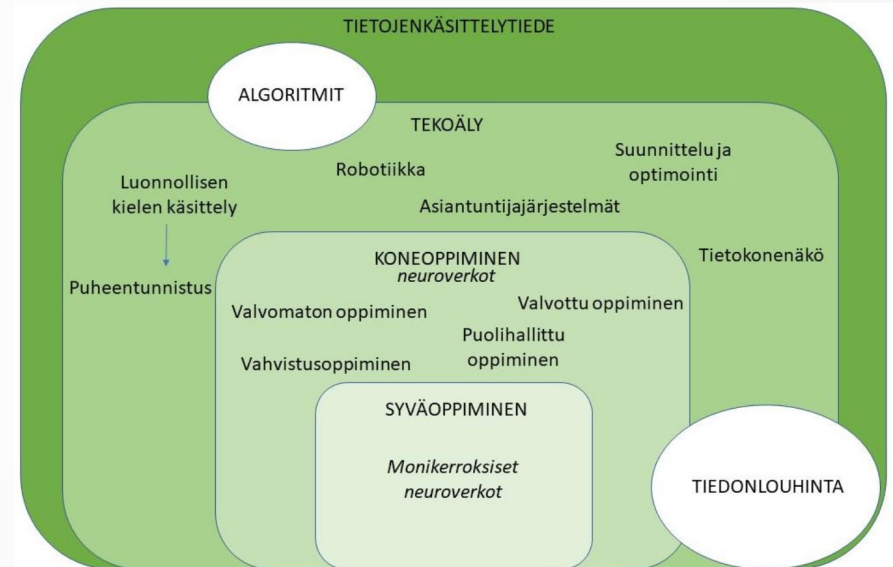 TIETOJENKÄSITTELYTIEDE
ALGORITMIT
TEKOÄLY
Robotiikka
Suunnittelu ja
optimointi
Luonnollisen
kielen käsittely
Asiantuntijajärjestelmät
Puheentunnistus
Tietokonenäkö
KONEOPPIMINEN
neuroverkot
Valvomaton oppiminen
Valvottu oppiminen
Puolihallittu
oppiminen
Vahvistusoppiminen
SYVÄOPPIMINEN
Monikerroksiset
neuroverkot
TIEDONLOUHINTA